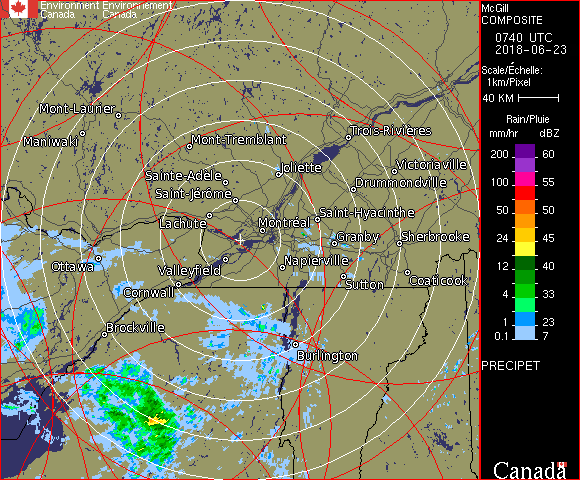 Environment Environnement
Canada Canada
McGill
COMPOSITE
0740 UTC
2018-06-23
Scale/Échelle:
1km/Pixel
40 KM
Rain/Pluie
mm/hr dBZ
200 60
155 55
100 55
50 50
24 45
12 40
4 33
1 23
0.1 7
PRECIPET
Canada
Mont-Laurier
Maniwaki
Mont-Tremblant
Trois-Rivières
Joliette
Victoriaville
Sainte-Adèle
Drummondville
Saint-Jérôme
Lachute
Montréal
Saint-Hyacinthe
Granby
Sherbrooke
Ottawa
Valleyfield
Napierville
Cornwall
Sutton
Coaticook
Brockville
Burlington